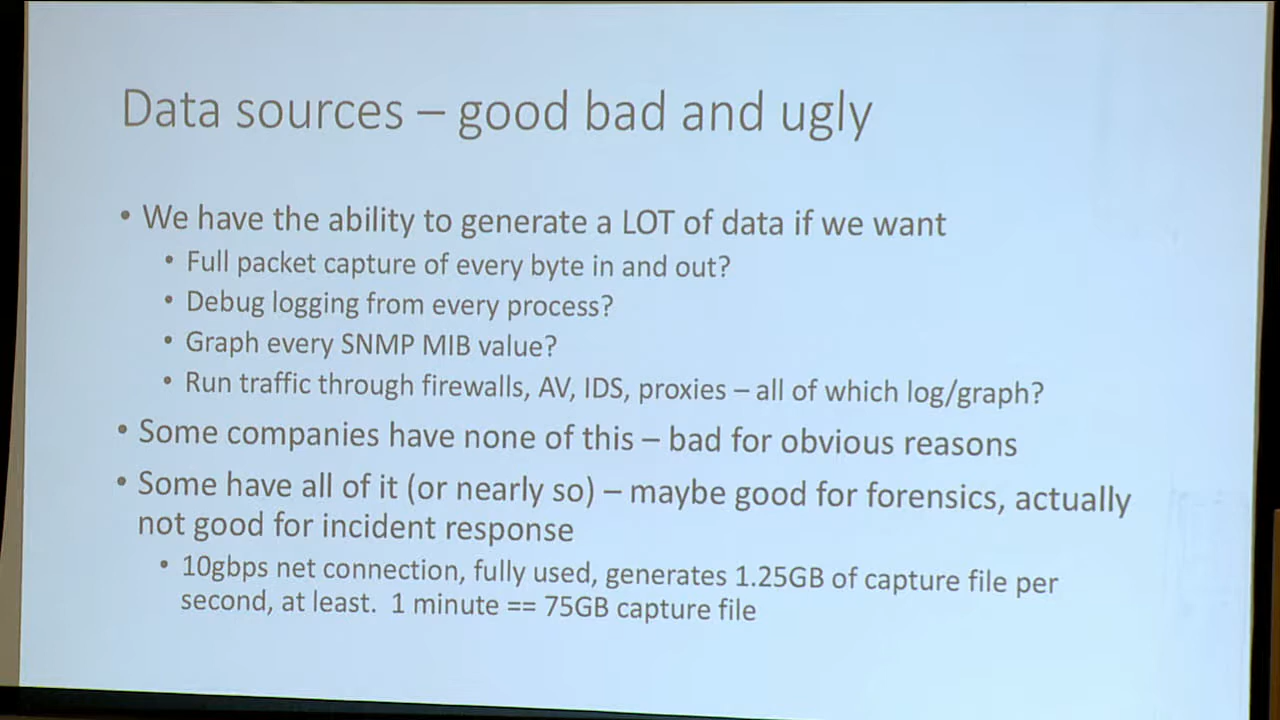 Data sources – good bad and ugly
• We have the ability to generate a LOT of data if we want
• Full packet capture of every byte in and out?
• Debug logging from every process?
• Graph every SNMP MIB value?
• Run traffic through firewalls, AV, IDS, proxies – all of which log/graph?
• Some companies have none of this – bad for obvious reasons
• Some have all of it (or nearly so) – maybe good for forensics, actually
not good for incident response
• 10gbps net connection, fully used, generates 1.25GB of capture file per
second, at least. 1 minute == 75GB capture file